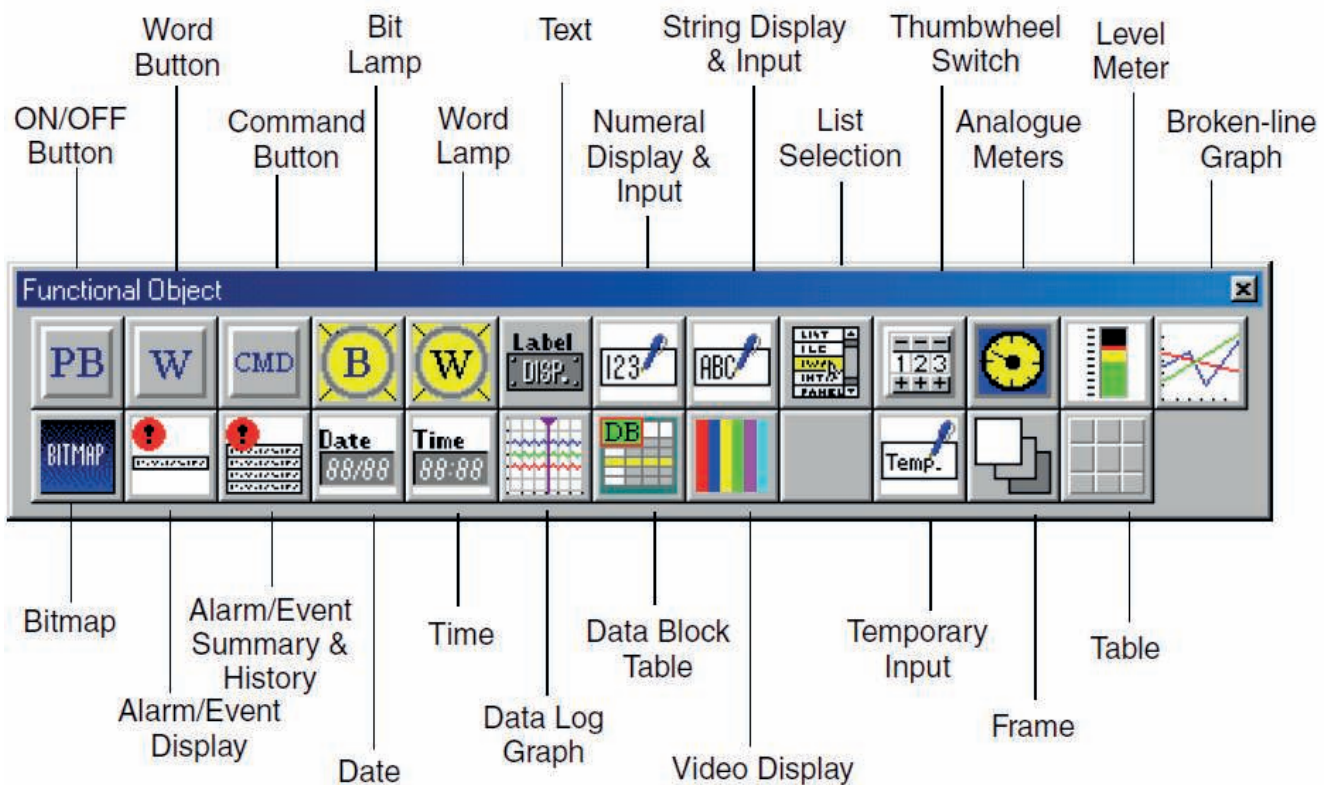 Word
Button
Bit
Lamp
Text
String Display
& Input
Thumbwheel
Switch
Level
Meter
ON/OFF
Button
Command
Button
Word
Lamp
Numeral
Display &
Input
List
Selection
Analogue
Meters
Broken-line
Graph
Functional Object
PB
W
CMD
B
W
Label
DISP.
123
ABC
LIST
123
BITMAP
!
!
Date
88/88
Time
88:88
DB
Temp.
Bitmap
Alarm/Event
Summary &
History
Time
Data Block
Table
Temporary
Input
Table
Alarm/Event
Display
Data Log
Graph
Frame
Date
Video Display